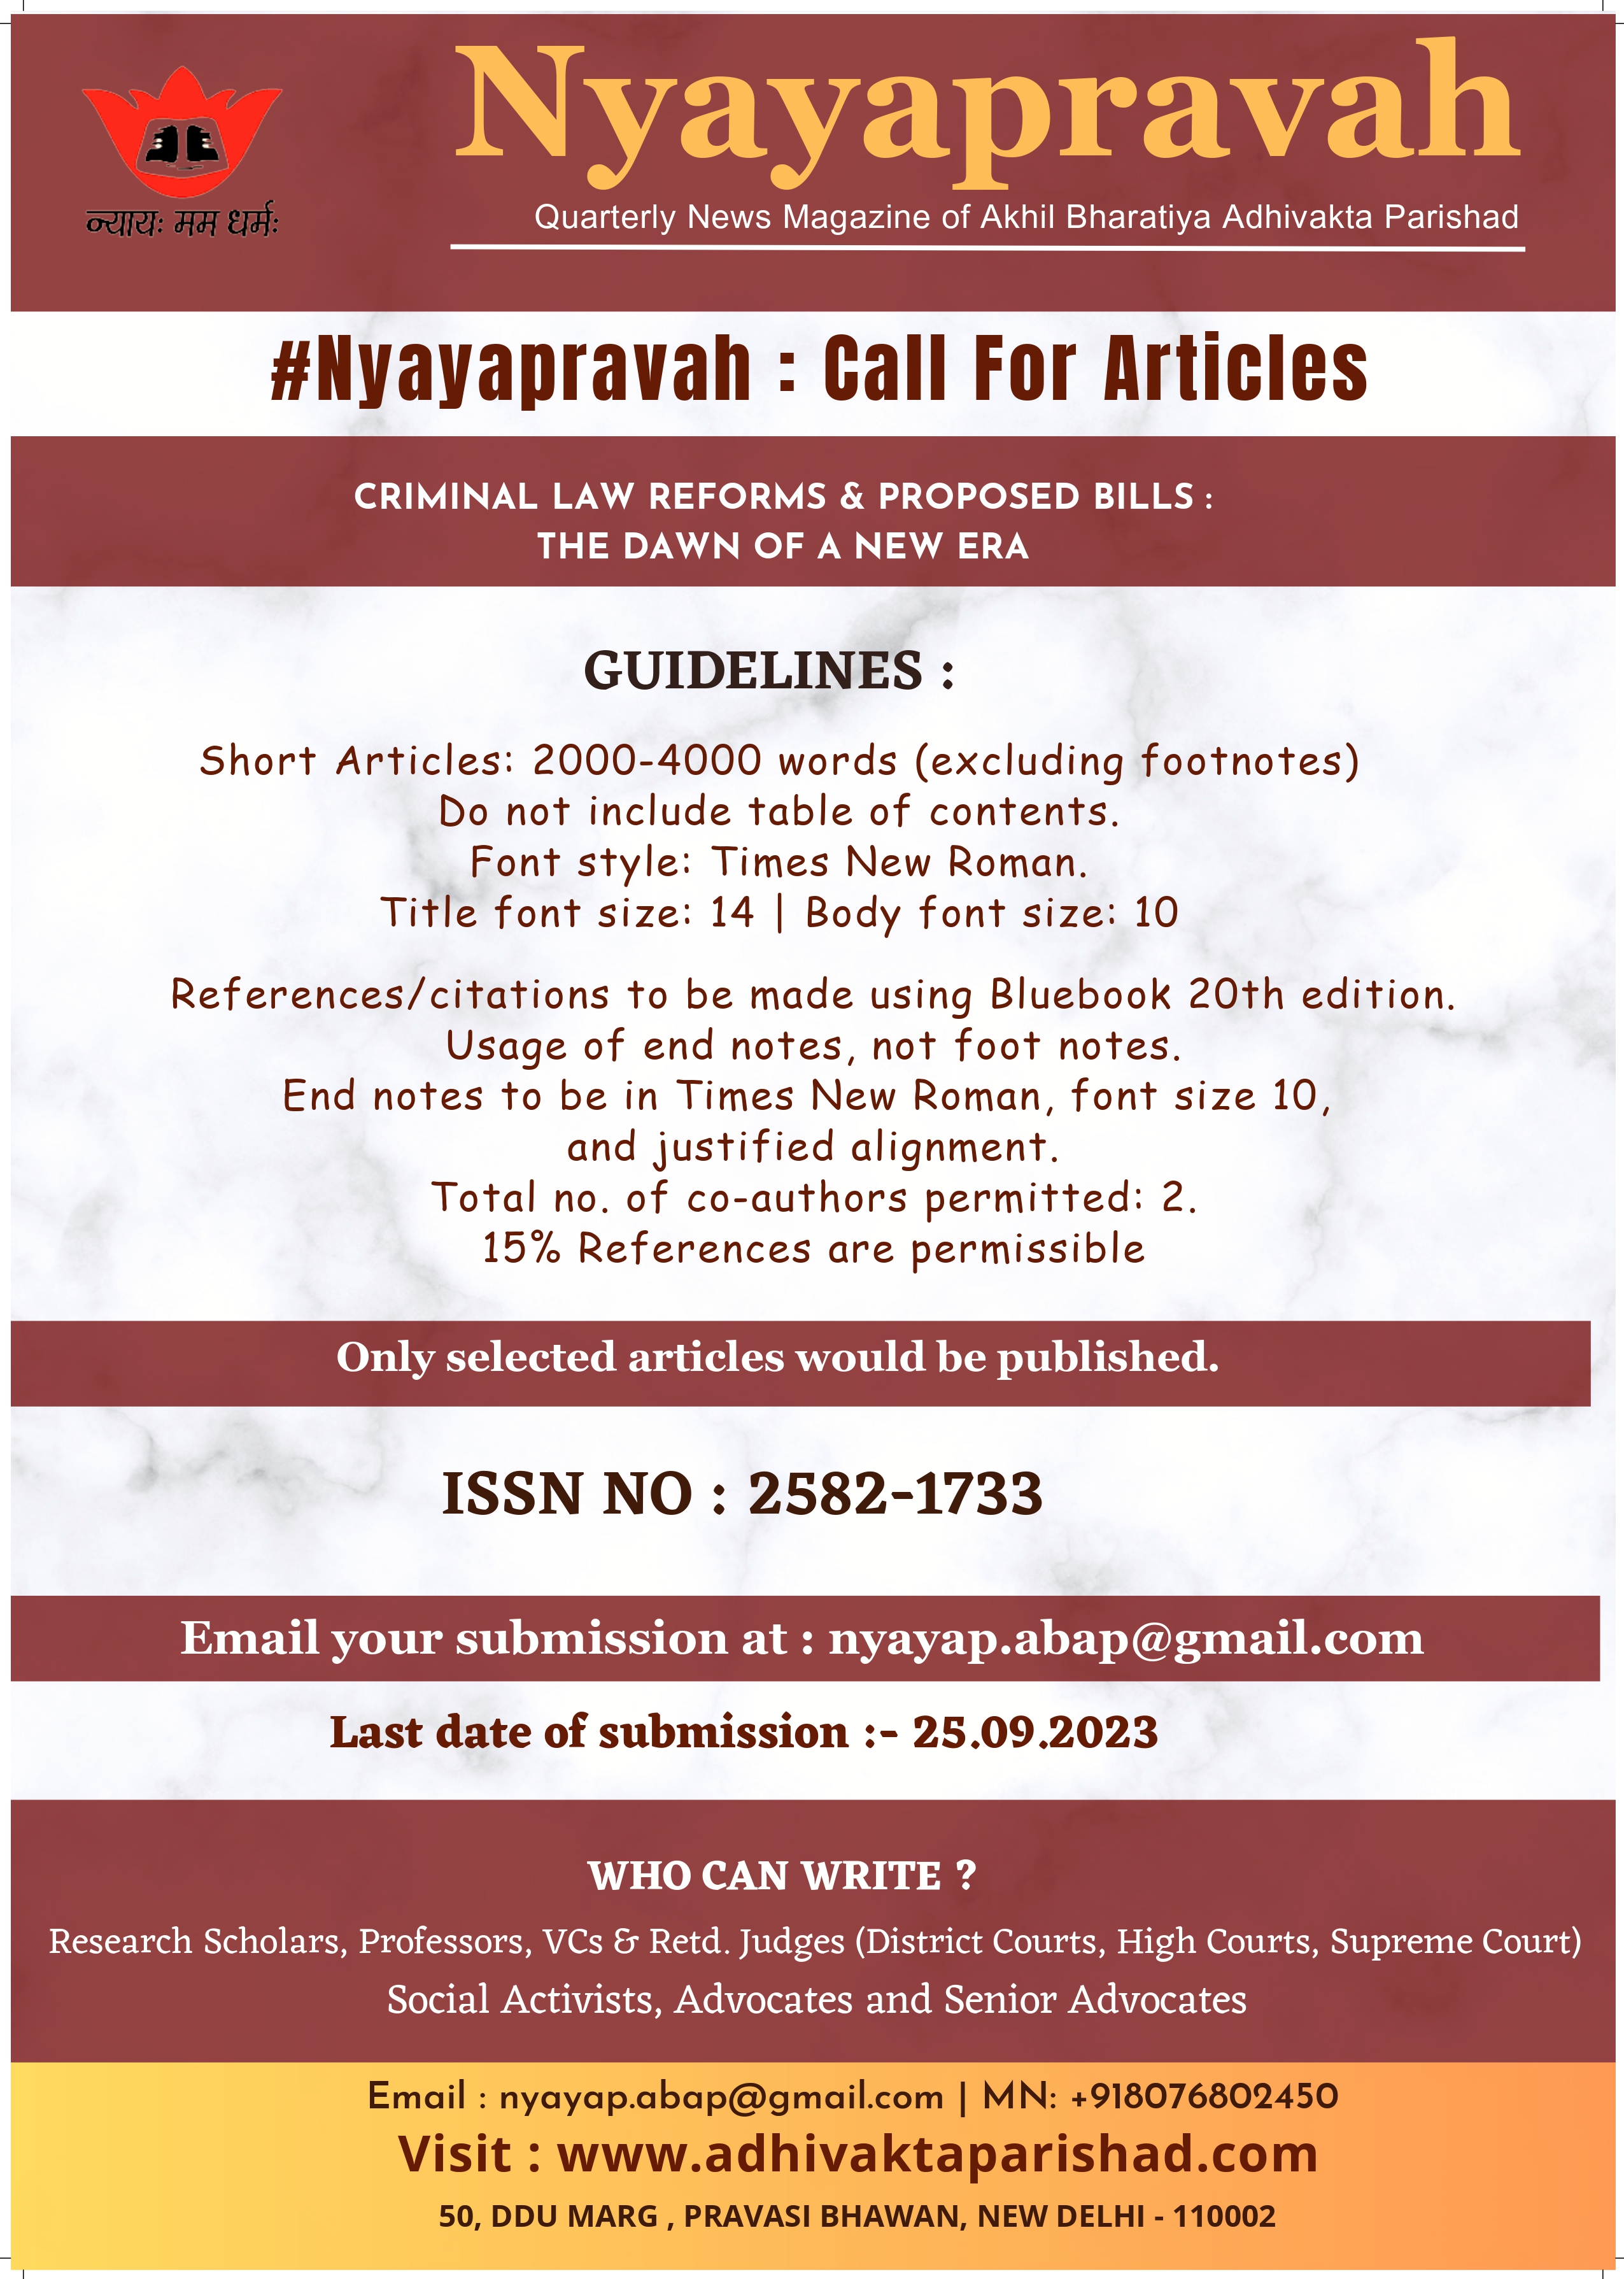 Nyayapravah
Quarterly News Magazine of Akhil Bharatiya Adhivakta Parishad
न्यायः मम धर्मः
#Nyayapravah : Call For Articles
CRIMINAL LAW REFORMS & PROPOSED BILLS :
THE DAWN OF A NEW ERA
GUIDELINES :
Short Articles: 2000-4000 words (excluding footnotes)
Do not include table of contents.
Font style: Times New Roman.
Title font size: 14 | Body font size: 10
References/citations to be made using Bluebook 20th edition.
Usage of end notes, not foot notes.
End notes to be in Times New Roman, font size 10,
and justified alignment.
Total no. of co-authors permitted: 2.
15% References are permissible
Only selected articles would be published.
ISSN NO : 2582-1733
Email your submission at : nyayap.abap@gmail.com
Last date of submission :- 25.09.2023
WHO CAN WRITE ?
Research Scholars, Professors, VCs & Retd. Judges (District Courts, High Courts, Supreme Court)
Social Activists, Advocates and Senior Advocates
Email : nyayap.abap@gmail.com | MN: +918076802450
Visit : www.adhivaktaparishad.com
50, DDU MARG , PRAVASI BHAWAN, NEW DELHI - 110002